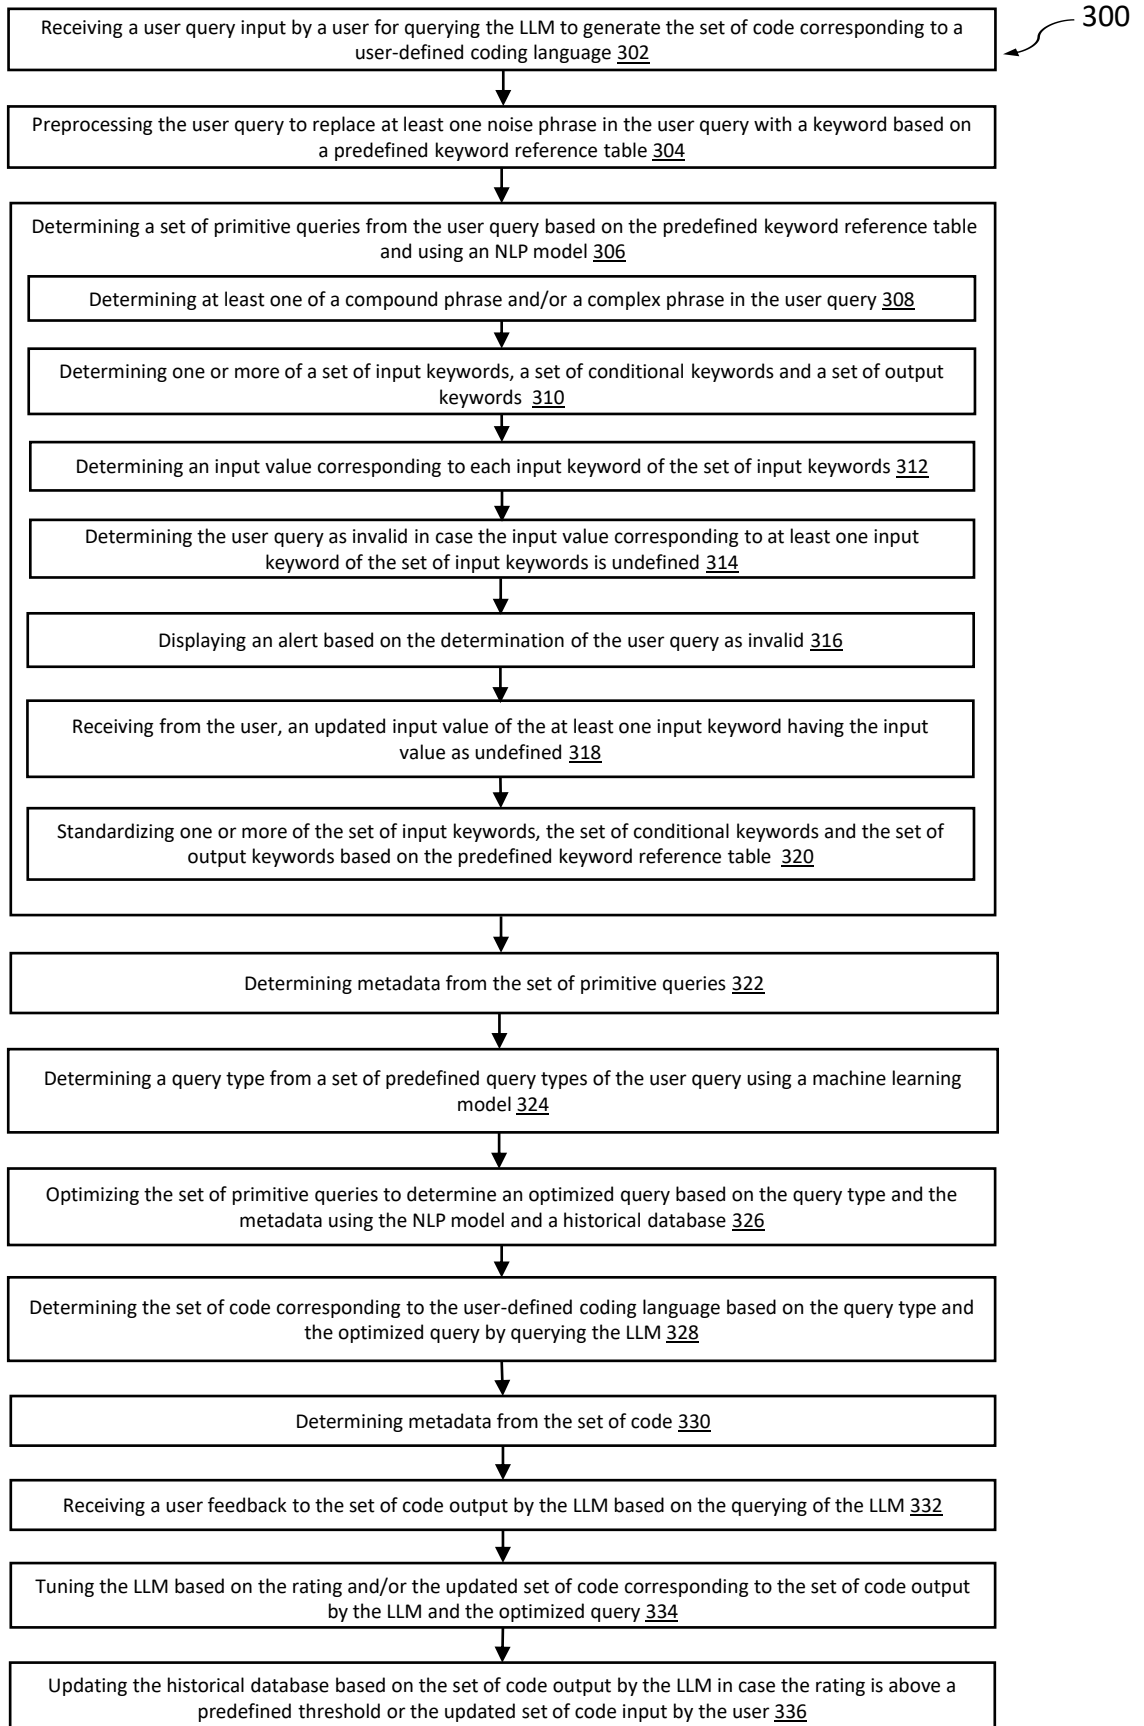 300
Receiving a user query input by a user for querying the LLM to generate the set of code corresponding to a
user-defined coding language 302
Preprocessing the user query to replace at least one noise phrase in the user query with a keyword based on
a predefined keyword reference table 304
Determining a set of primitive queries from the user query based on the predefined keyword reference table
and using an NLP model 306
Determining at least one of a compound phrase and/or a complex phrase in the user query 308
Determining one or more of a set of input keywords, a set of conditional keywords and a set of output
keywords 310
Determining an input value corresponding to each input keyword of the set of input keywords 312
Determining the user query as invalid in case the input value corresponding to at least one input
keyword of the set of input keywords is undefined 314
Displaying an alert based on the determination of the user query as invalid 316
Receiving from the user, an updated input value of the at least one input keyword having the input
value as undefined 318
Standardizing one or more of the set of input keywords, the set of conditional keywords and the set of
output keywords based on the predefined keyword reference table 320
Determining metadata from the set of primitive queries 322
Determining a query type from a set of predefined query types of the user query using a machine learning
model 324
Optimizing the set of primitive queries to determine an optimized query based on the query type and the
metadata using the NLP model and a historical database 326
Determining the set of code corresponding to the user-defined coding language based on the query type and
the optimized query by querying the LLM 328
Determining metadata from the set of code 330
Receiving a user feedback to the set of code output by the LLM based on the querying of the LLM 332
Tuning the LLM based on the rating and/or the updated set of code corresponding to the set of code output
by the LLM and the optimized query 334
Updating the historical database based on the set of code output by the LLM in case the rating is above a
predefined threshold or the updated set of code input by the user 336